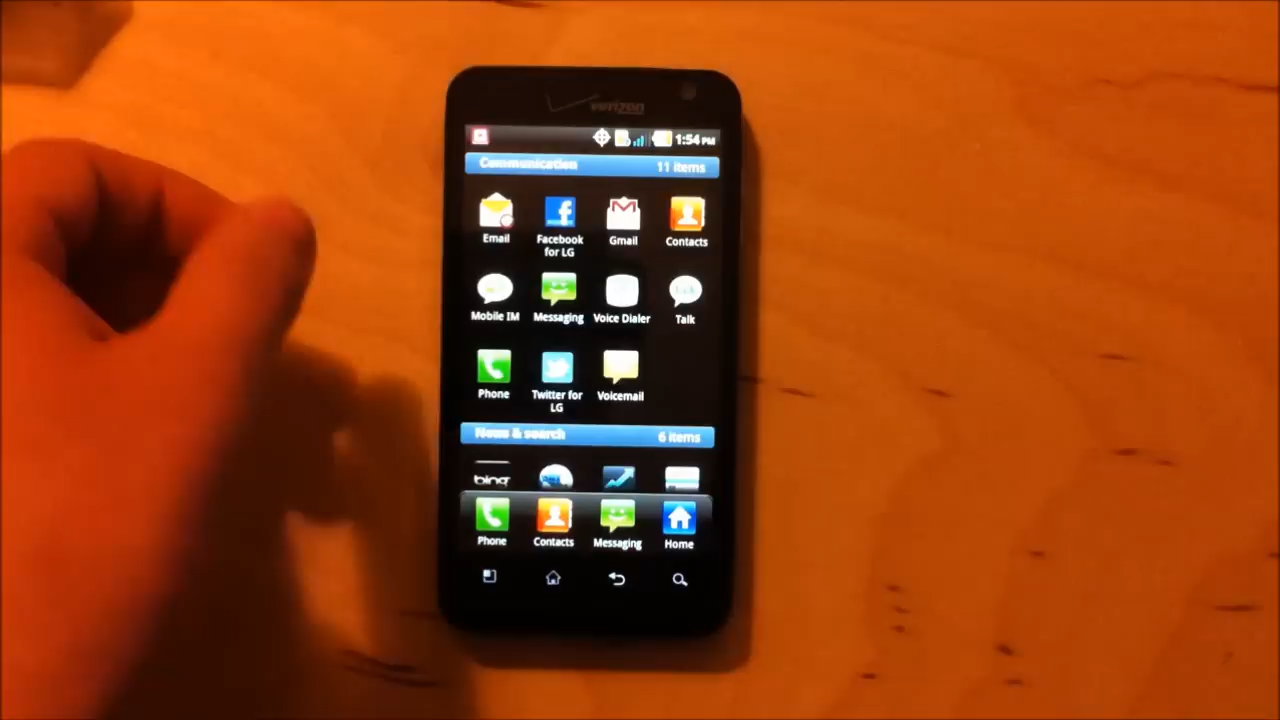 verizon
1:54 PM
Communication 11 items
Email Facebook for LG Gmail Contacts
Mobile IM Messaging Voice Dialer Talk
Phone Twitter for LG Voicemail
News & search 6 items
bing
Phone Contacts Messaging Home